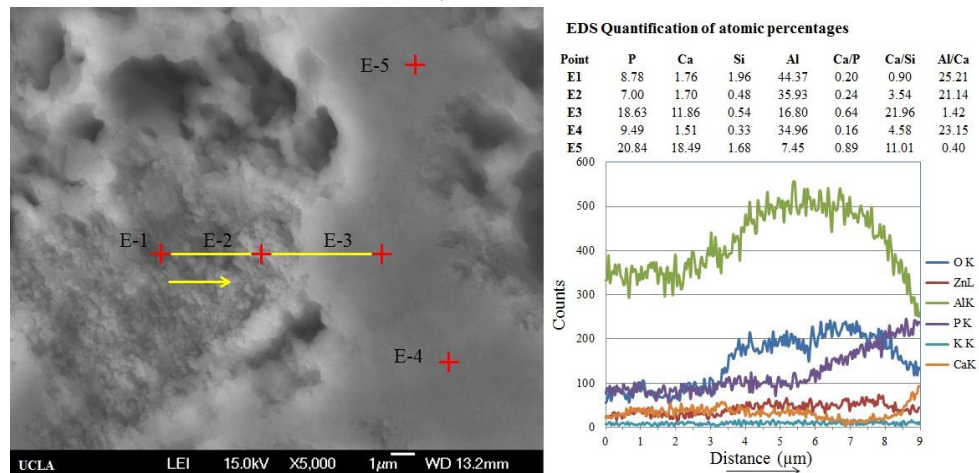 E-5
E-1 E-2 E-3
E-4
UCLA LEI 15.0kV X5,000 1µm WD 13.2mm
EDS Quantification of atomic percentages
Point P Ca Si Al Ca/P Ca/Si Al/Ca
E1 8.78 1.76 1.96 44.37 0.20 0.90 25.21
E2 7.00 1.70 0.48 35.93 0.24 3.54 21.14
E3 18.63 11.86 0.54 16.80 0.64 21.96 1.42
E4 9.49 1.51 0.33 34.96 0.16 4.58 23.15
E5 20.84 18.49 1.68 7.45 0.89 11.01 0.40
600
500
400
300
200
100
0
Counts
0 1 2 3 4 5 6 7 8 9
Distance (µm)
O K
ZnL
AlK
P K
K K
CaK